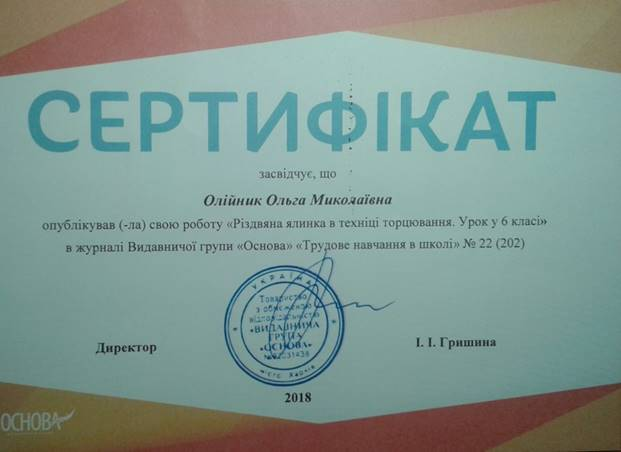 СЕРТИФІКАТ
засвідчує, що
Олійник Ольга Миколаївна
опублікував (-ла) свою роботу «Різдвяна ялинка в техніці торцювання. Урок у 6 класі»
в журналі Видавничої групи «Основа» «Трудове навчання в школі» № 22 (202)
УКРАЇНА
Товариство
з обмеженою
відповідальністю
«ВИДАВНИЧА
ГРУПА
«ОСНОВА»
місто Харків
Директор
І. І. Гришина
2018
ОСНОВА